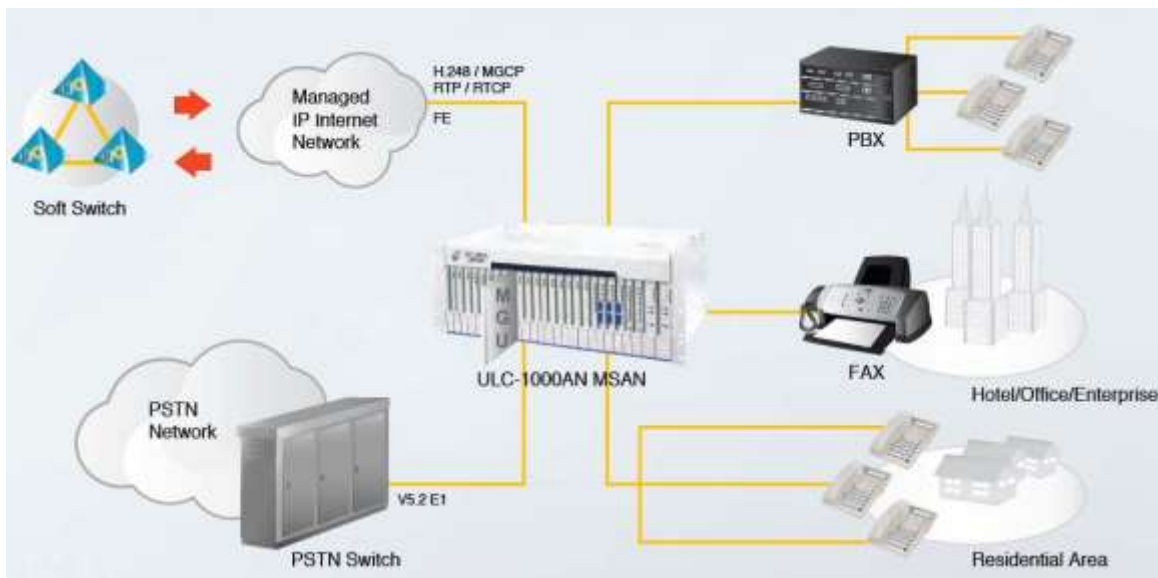 H.248 / MGCP
RTP / RTCP
FE
Managed
IP Internet
Network
Soft Switch
PBX
MGU
ULC-1000AN MSAN
FAX
Hotel/Office/Enterprise
PSTN
Network
V5.2 E1
PSTN Switch
Residential Area